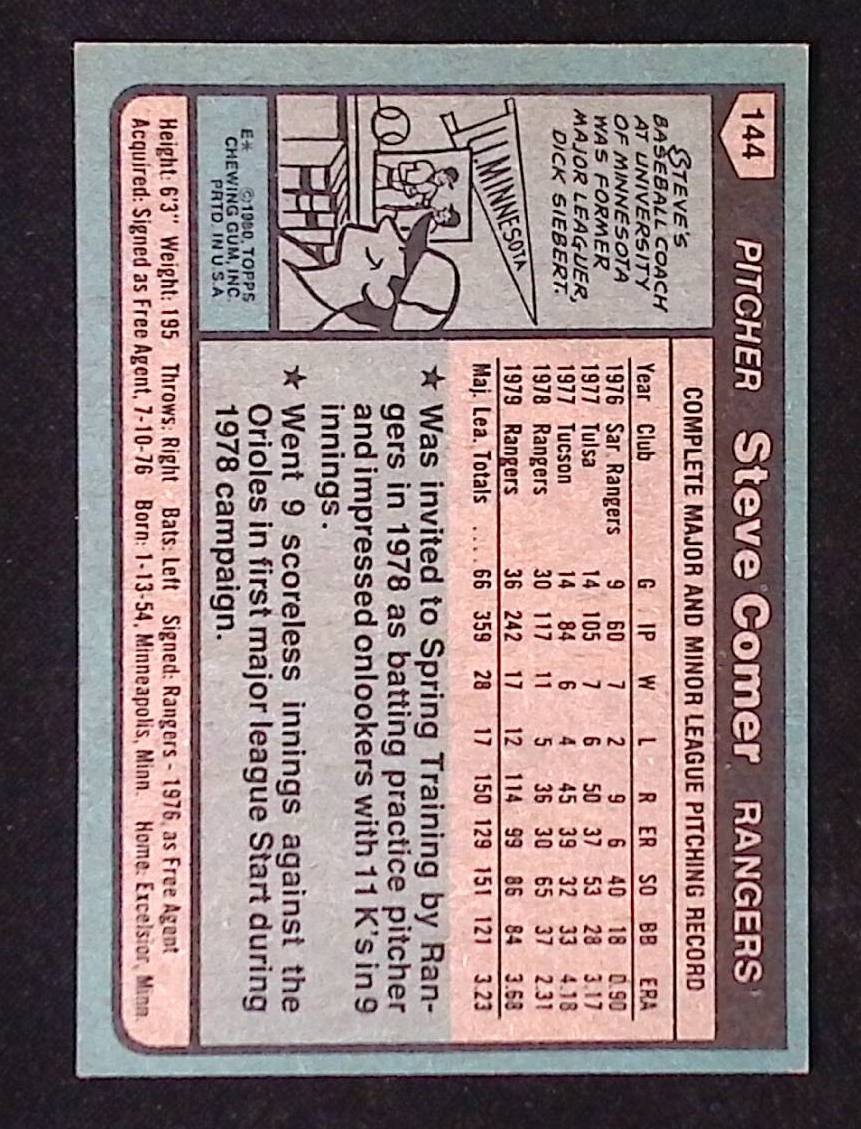 144 PITCHER Steve Comer RANGERS
STEVE'S
BASEBALL COACH
AT UNIVERSITY
OF MINNESOTA
WAS FORMER
MAJOR LEAGUER,
DICK SIEBERT.
U. MINNESOTA
E* ©1980, TOPPS
CHEWING GUM, INC.
PRTD. IN U.S.A
COMPLETE MAJOR AND MINOR LEAGUE PITCHING RECORD
Year Club G IP W L R ER SO BB ERA
1976 Sar. Rangers 9 60 7 2 9 6 40 18 0.90
1977 Tulsa 14 105 7 6 50 37 53 28 3.17
1977 Tucson 14 84 6 4 45 39 32 33 4.18
1978 Rangers 30 117 11 5 36 30 65 37 2.31
1979 Rangers 36 242 17 12 114 99 86 84 3.68
Maj. Lea. Totals .... 66 359 28 17 150 129 151 121 3.23
★ Was invited to Spring Training by Ran-
gers in 1978 as batting practice pitcher
and impressed onlookers with 11 K's in 9
innings.
★ Went 9 scoreless innings against the
Orioles in first major league Start during
1978 campaign.
Height: 6'3" Weight: 195 Throws: Right Bats: Left Signed: Rangers - 1976, as Free Agent
Acquired: Signed as Free Agent, 7-10-76 Born: 1-13-54, Minneapolis, Minn. Home: Excelsior, Minn.